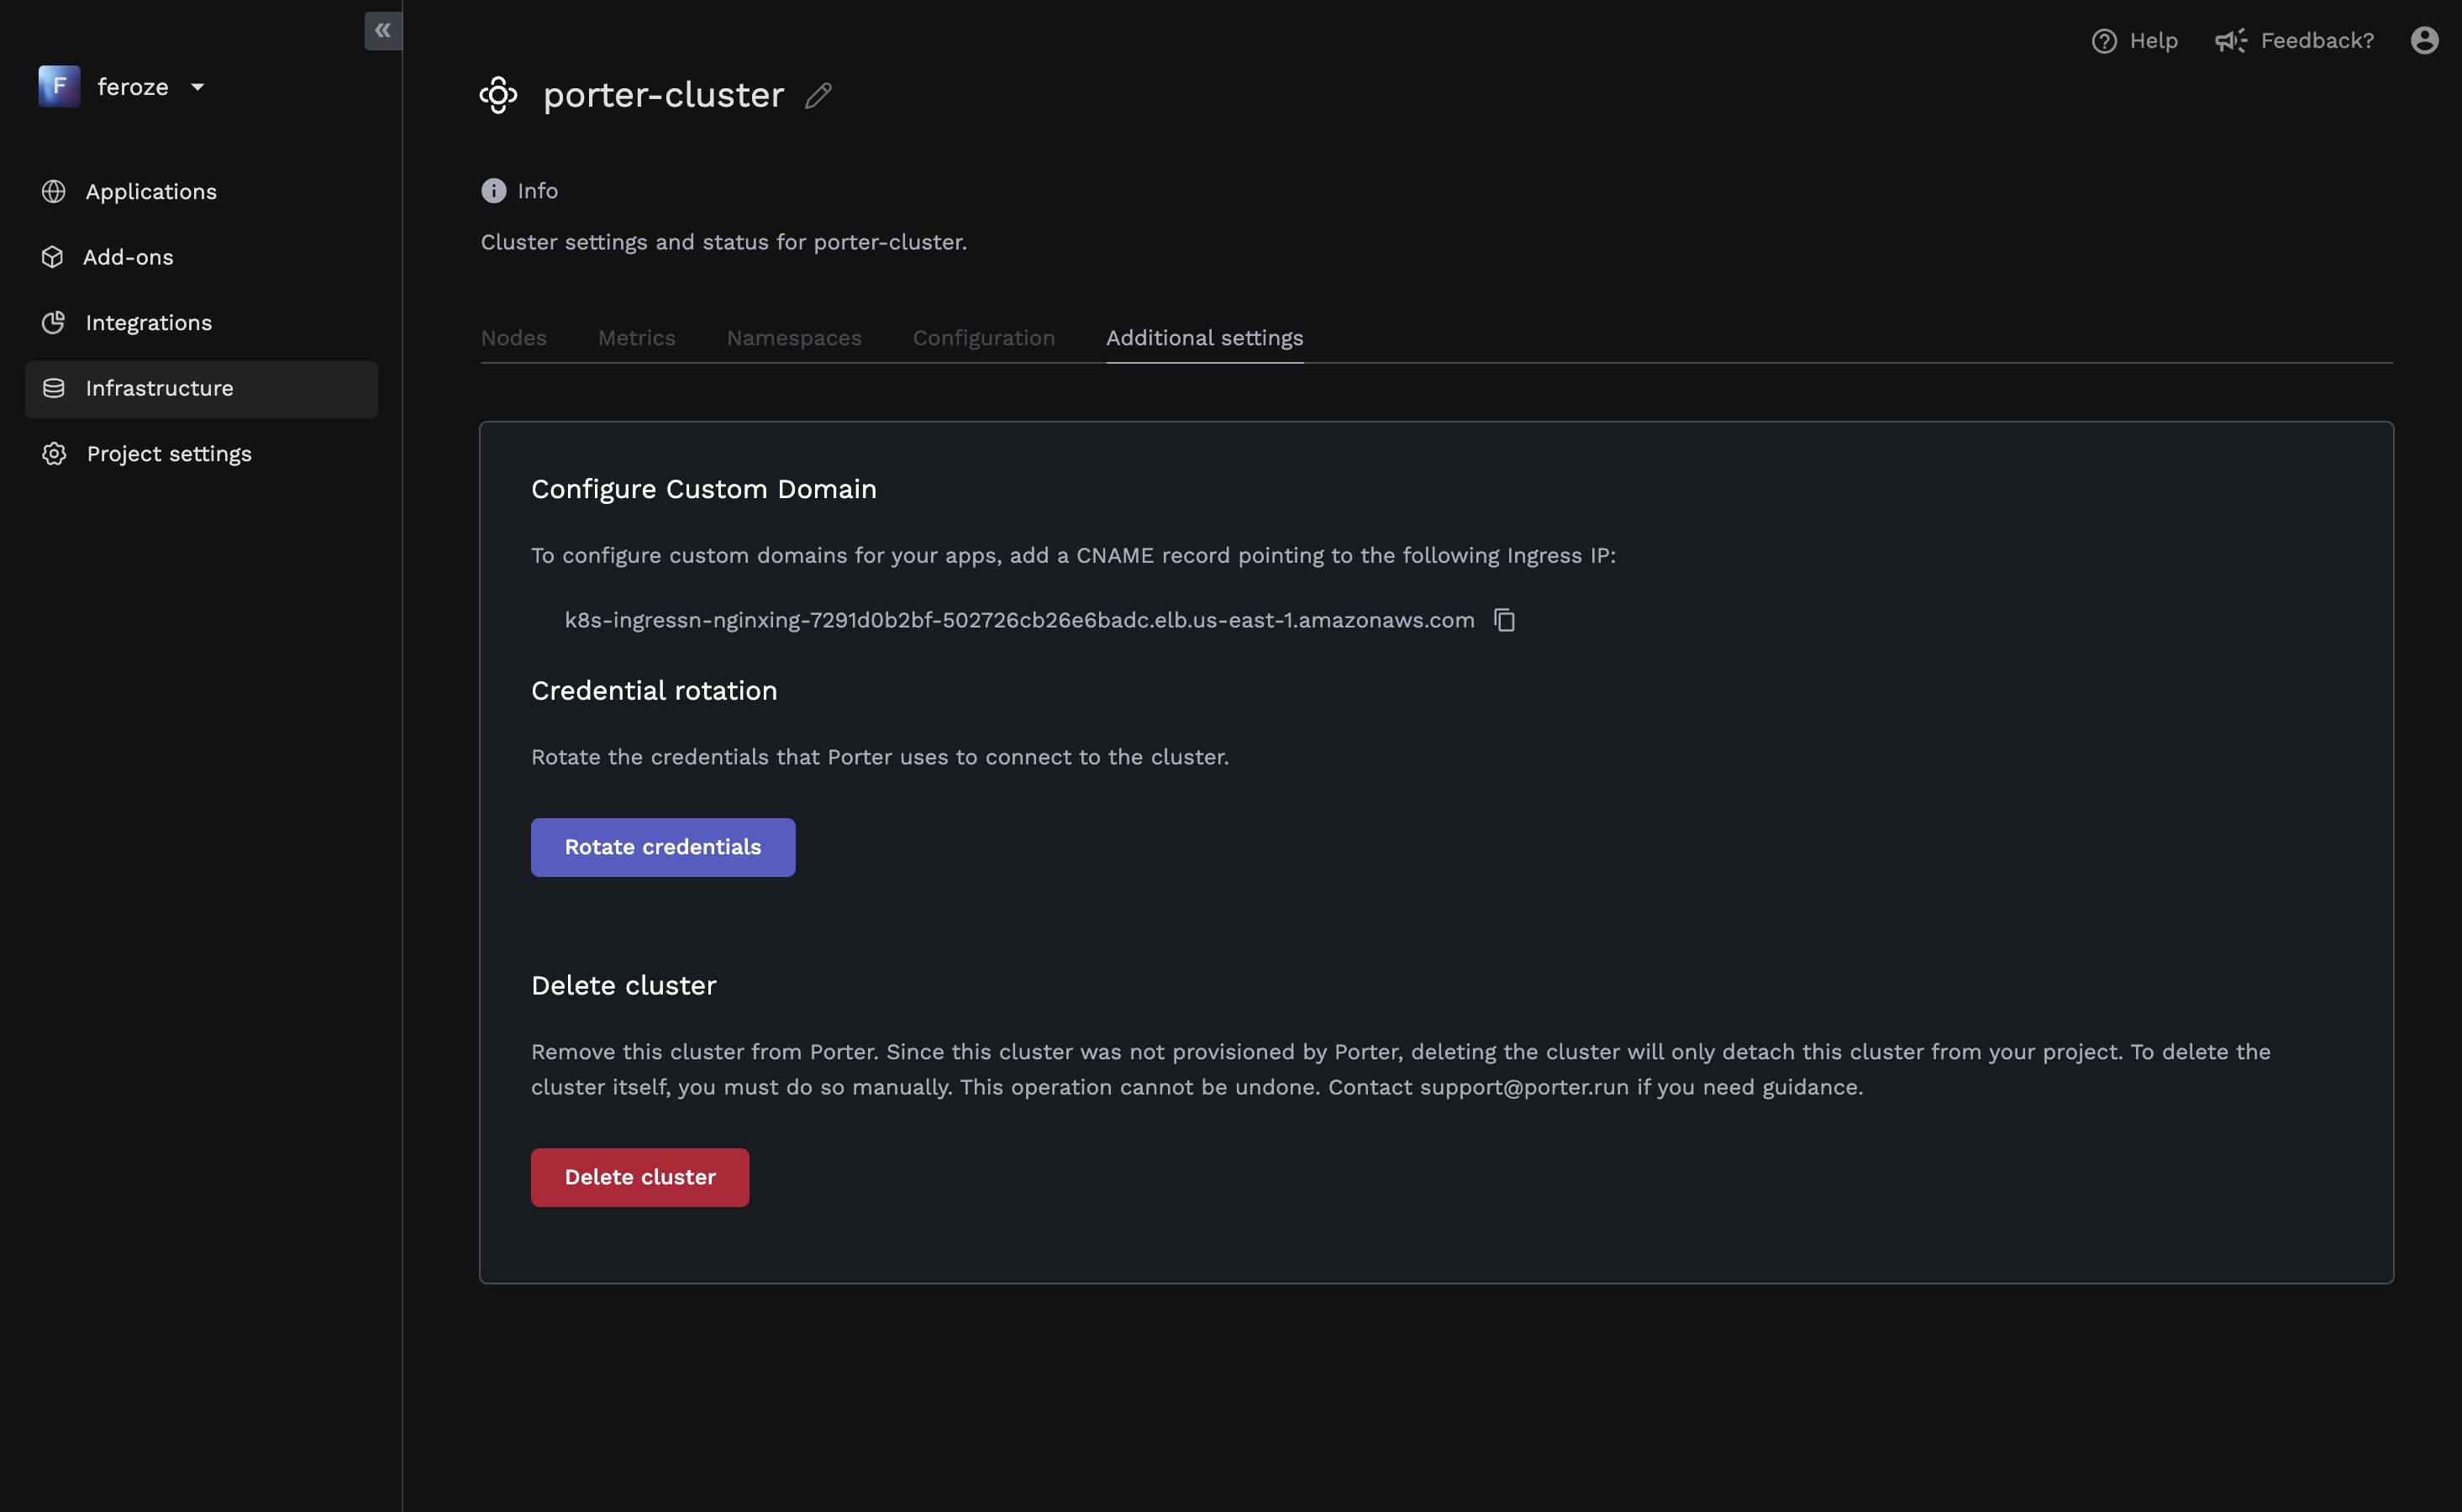 F
feroze
Applications
Add-ons
Integrations
Infrastructure
Project settings
Help
Feedback?
porter-cluster
Info
Cluster settings and status for porter-cluster.
Nodes
Metrics
Namespaces
Configuration
Additional settings
Configure Custom Domain
To configure custom domains for your apps, add a CNAME record pointing to the following Ingress IP:
k8s-ingressn-nginxing-7291d0b2bf-502726cb26e6badc.elb.us-east-1.amazonaws.com
Credential rotation
Rotate the credentials that Porter uses to connect to the cluster.
Rotate credentials
Delete cluster
Remove this cluster from Porter. Since this cluster was not provisioned by Porter, deleting the cluster will only detach this cluster from your project. To delete the
cluster itself, you must do so manually. This operation cannot be undone. Contact support@porter.run if you need guidance.
Delete cluster